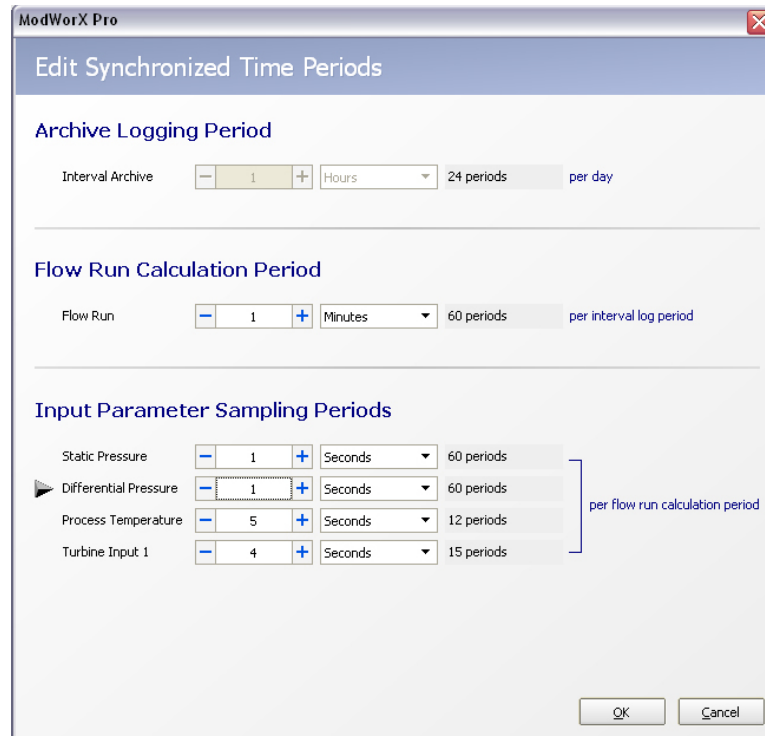 ModWorX Pro
Edit Synchronized Time Periods
Archive Logging Period
Interval Archive 1 Hours 24 periods per day
Flow Run Calculation Period
Flow Run 1 Minutes 60 periods per interval log period
Input Parameter Sampling Periods
Static Pressure 1 Seconds 60 periods
Differential Pressure 1 Seconds 60 periods
per flow run calculation period
Process Temperature 5 Seconds 12 periods
Turbine Input 1 4 Seconds 15 periods
OK Cancel